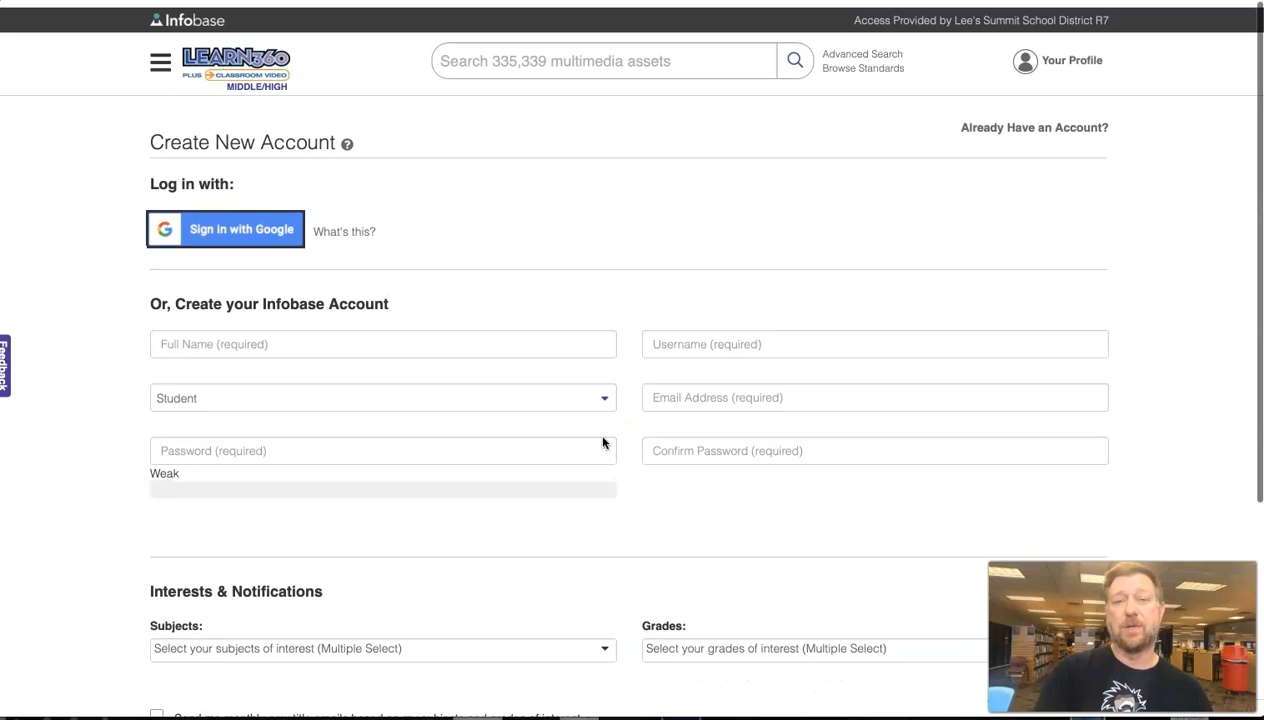 Infobase
Access Provided by Lee's Summit School District R7
LEARN360
PLUS CLASSROOM VIDEO
MIDDLE/HIGH
Search 335,339 multimedia assets
Advanced Search
Browse Standards
Your Profile
Already Have an Account?
Create New Account ?
Log in with:
G Sign in with Google What's this?
Or, Create your Infobase Account
Full Name (required) Username (required)
Student Email Address (required)
Password (required) Confirm Password (required)
Weak
Feedback
Interests & Notifications
Subjects: Grades:
Select your subjects of interest (Multiple Select) Select your grades of interest (Multiple Select)